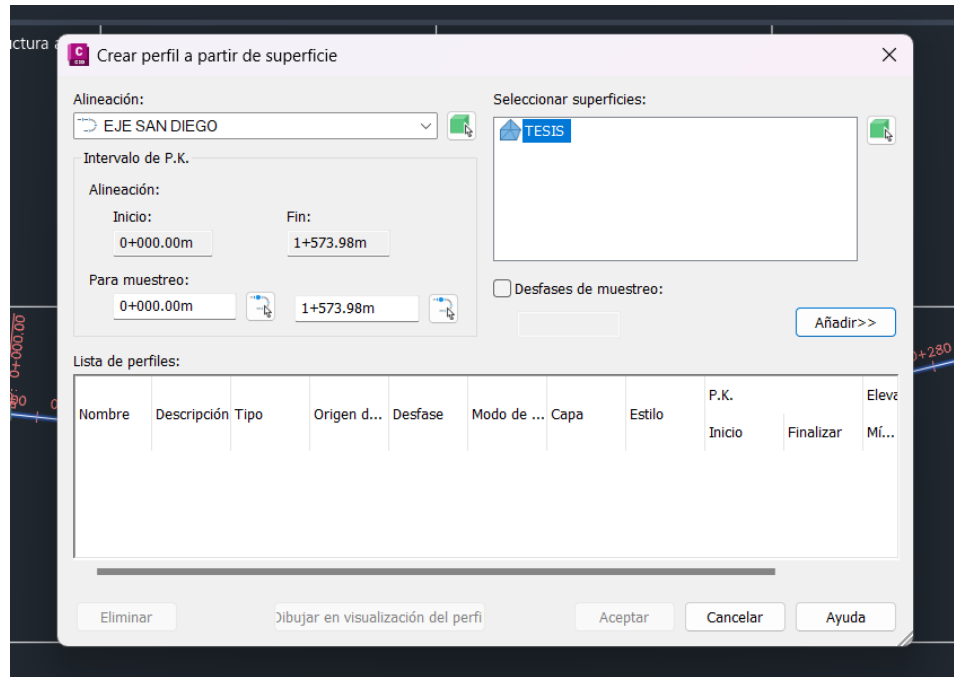 uctura a
Crear perfil a partir de superficie
Alineación:
EJE SAN DIEGO
Seleccionar superficies:
TESIS
Intervalo de P.K.
Alineación:
Inicio:
Fin:
0+000.00m
1+573.98m
Para muestreo:
0+000.00m
1+573.98m
Desfases de muestreo:
Añadir>>
0+000.00
+280
Lista de perfiles:
Nombre
Descripción
Tipo
Origen d...
Desfase
Modo de ...
Capa
Estilo
P.K.
Inicio
Finalizar
Eleva
Mí...
Eliminar
Dibujar en visualización del perfi
Aceptar
Cancelar
Ayuda